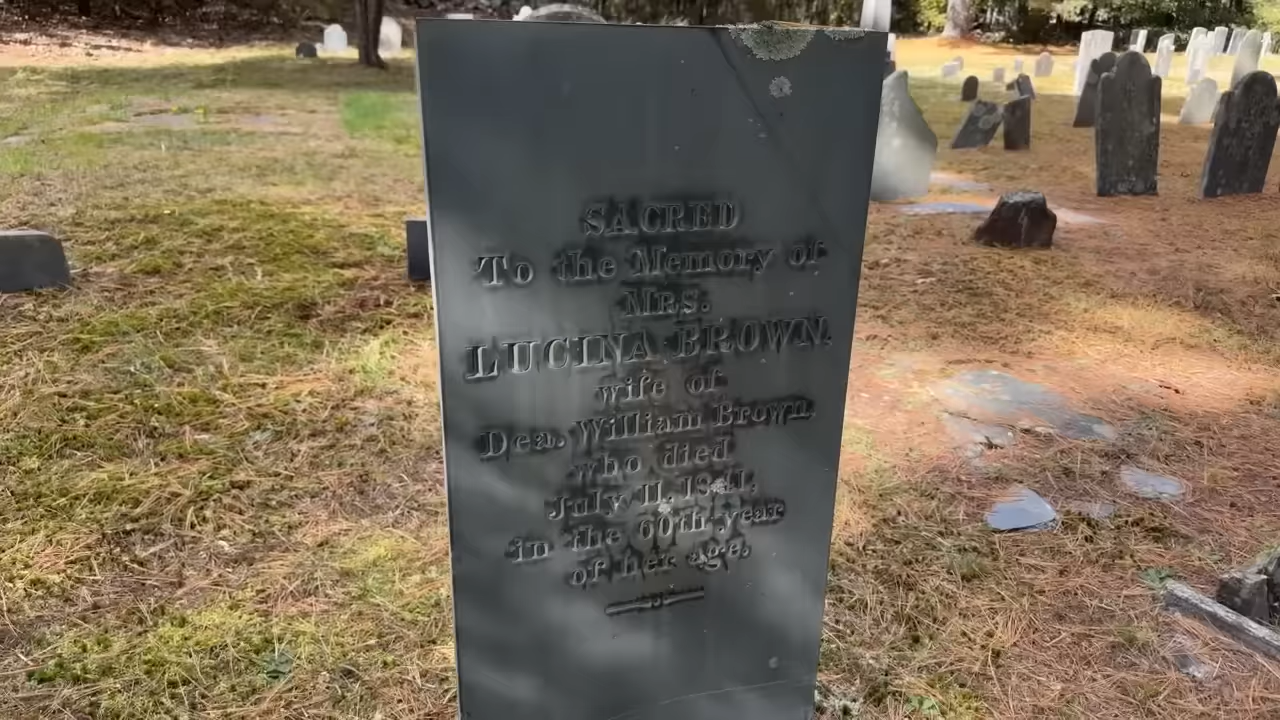 SACRED
To the Memory of
MRS.
LUCINA BROWN.
wife of
Dea. William Brown,
who died
July 11, 1841,
in the 60th year
of her age.